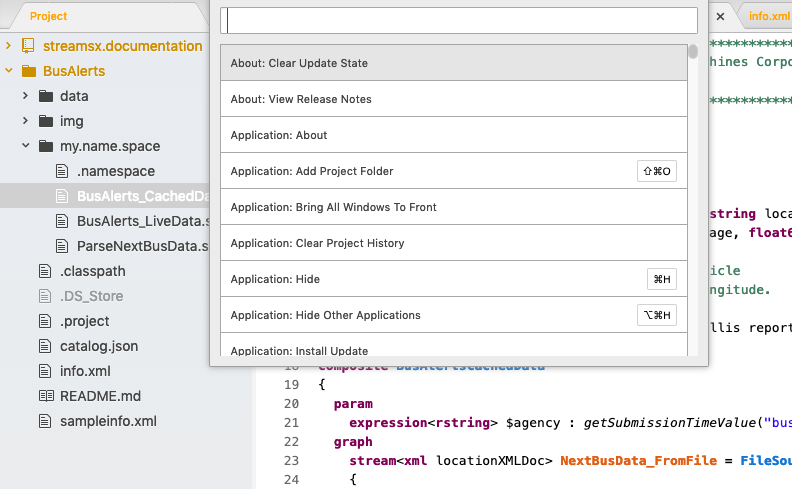 Project
streamsx.documentation
BusAlerts
data
img
my.name.space
.namespace
BusAlerts_CachedDa
BusAlerts_LiveData.s
ParseNextBusData.s
.classpath
.DS_Store
.project
catalog.json
info.xml
README.md
sampleinfo.xml
About: Clear Update State
About: View Release Notes
Application: About
Application: Add Project Folder ⇧⌘O
Application: Bring All Windows To Front
Application: Clear Project History
Application: Hide ⌘H
Application: Hide Other Applications ⌥⌘H
Application: Install Update
× info.xml
************
hines Corpo
************
string loca
age, float6
icle
ngitude.
llis report
18 composite BusAlertsCachedData
19 {
20 param
21 expression<rstring> $agency : getSubmissionTimeValue("bus
22 graph
23 stream<xml locationXMLDoc> NextBusData_FromFile = FileSou
24 {